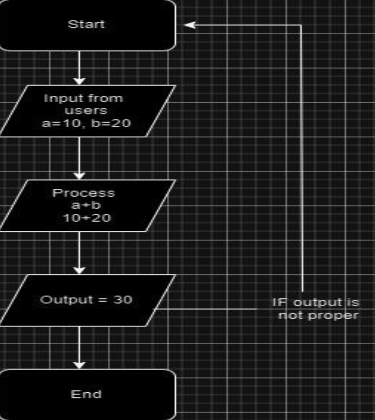 Start
Input from
users
a=10, b=20
Process
a+b
10+20
Output = 30
IF output is
not proper
End